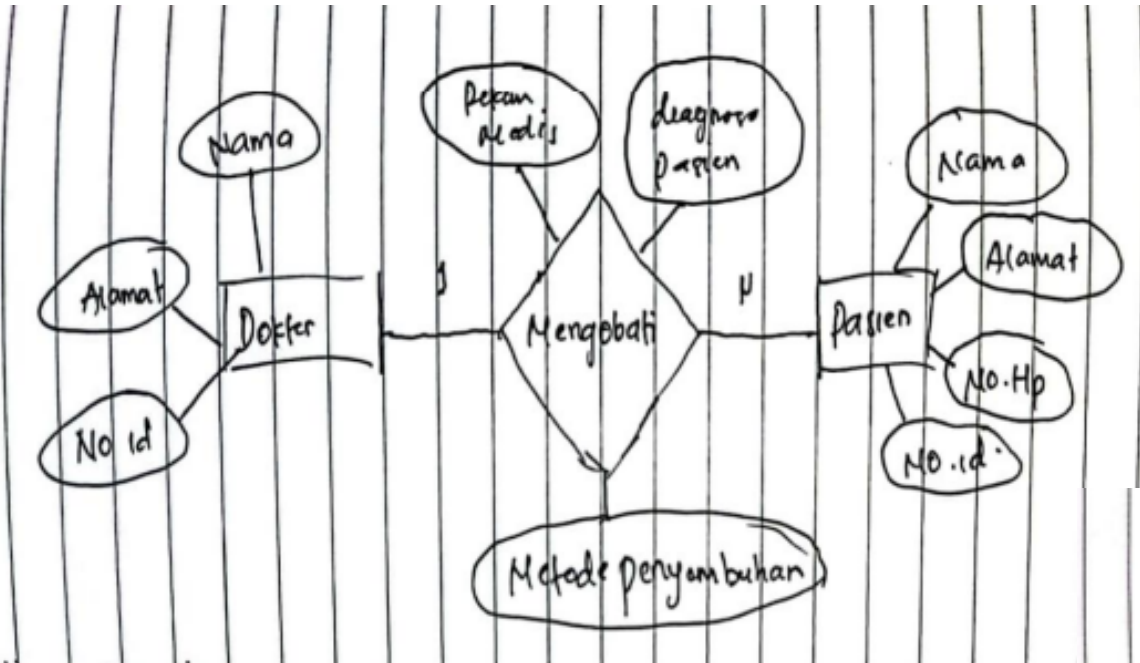 Nama
Alamat
No id
Dokter
1
Rekam
Medis
diagnosa
pasien
Mengobati
N
Metode penyembuhan
Pasien
Nama
Alamat
No.Hp
No.id.